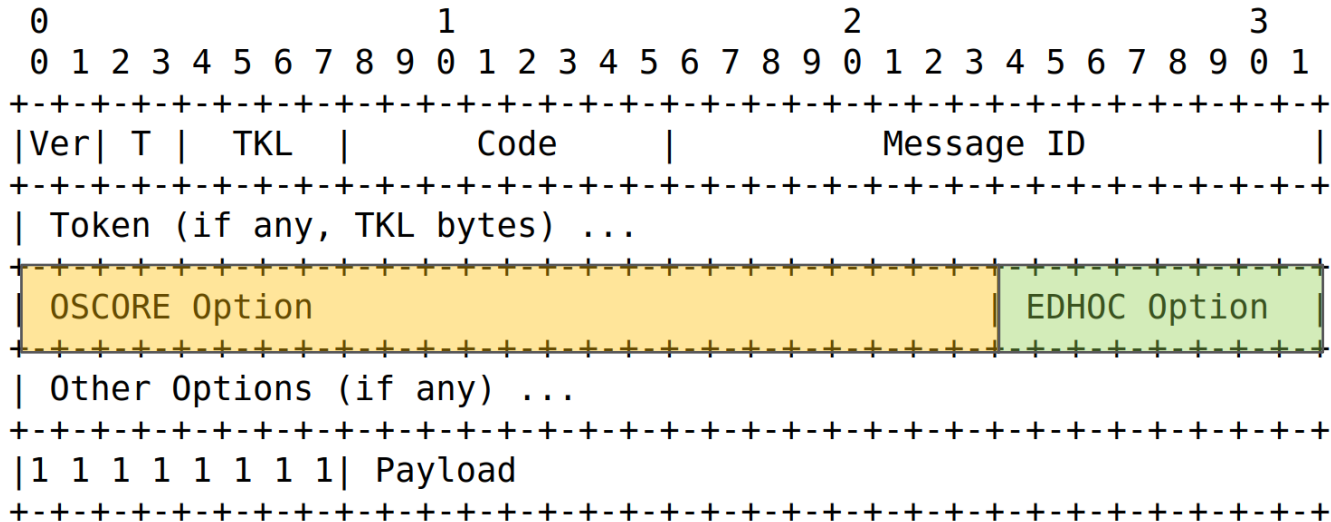 0                   1                   2                   3
 0 1 2 3 4 5 6 7 8 9 0 1 2 3 4 5 6 7 8 9 0 1 2 3 4 5 6 7 8 9 0 1
+-+-+-+-+-+-+-+-+-+-+-+-+-+-+-+-+-+-+-+-+-+-+-+-+-+-+-+-+-+-+-+-+
|Ver| T |  TKL  |      Code     |          Message ID           |
+-+-+-+-+-+-+-+-+-+-+-+-+-+-+-+-+-+-+-+-+-+-+-+-+-+-+-+-+-+-+-+-+
| Token (if any, TKL bytes) ...
+-+-+-+-+-+-+-+-+-+-+-+-+-+-+-+-+-+-+-+-+-+-+-+-+-+-+-+-+-+-+-+-+
| OSCORE Option                                 | EDHOC Option  |
+-+-+-+-+-+-+-+-+-+-+-+-+-+-+-+-+-+-+-+-+-+-+-+-+-+-+-+-+-+-+-+-+
| Other Options (if any) ...
+-+-+-+-+-+-+-+-+-+-+-+-+-+-+-+-+-+-+-+-+-+-+-+-+-+-+-+-+-+-+-+-+
|1 1 1 1 1 1 1 1| Payload
+-+-+-+-+-+-+-+-+-+-+-+-+-+-+-+-+-+-+-+-+-+-+-+-+-+-+-+-+-+-+-+-+